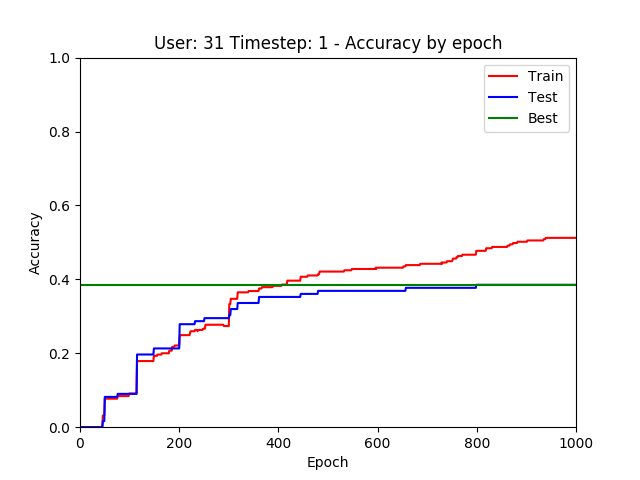 User: 31 Timestep: 1 - Accuracy by epoch
Train
Test
Best
Accuracy
1.0
0.8
0.6
0.4
0.2
0.0
0 200 400 600 800 1000
Epoch